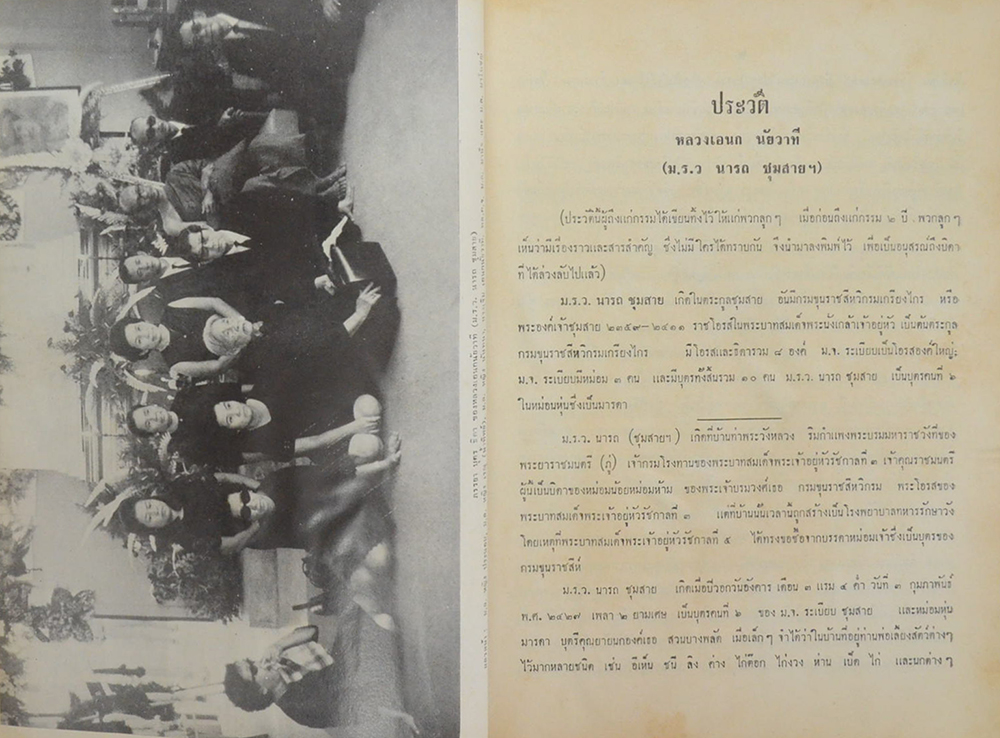 ภรรยา บุตร ธิดา ของหลวงเอนกนัยวาที (ม.ร.ว. นารถ ชุมสาย)
ประวัติ
หลวงเอนก นัยวาที
(ม.ร.ว นารถ ชุมสายฯ)
(ประวัตินี้ผู้ถึงแก่กรรมได้เขียนทิ้งไว้ให้แก่พวกลูกๆ เมื่อก่อนถึงแก่กรรม ๒ ปี พวกลูกๆ
เห็นว่ามีเรื่องราวและสารสำคัญ ซึ่งไม่มีใครได้ทราบกัน จึงนำมาลงพิมพ์ไว้ เพื่อเป็นอนุสรณ์ถึงบิดา
ที่ได้ล่วงลับไปแล้ว)
ม.ร.ว. นารถ ชุมสาย เกิดในตระกูลชุมสาย อันมีกรมขุนราชสีหวิกรมเกรียงไกร หรือ
พระองค์เจ้าชุมสาย ๒๓๕๙—๒๔๑๑ ราชโอรสในพระบาทสมเด็จพระนั่งเกล้าเจ้าอยู่หัว เป็นต้นตระกูล
กรมขุนราชสีหวิกรมเกรียงไกร มีโอรสและธิดารวม ๘ องค์ ม.จ. ระเบียบเป็นโอรสองค์ใหญ่;
ม.จ. ระเบียบมีหม่อม ๓ คน และมีบุตรทั้งสิ้นรวม ๑๐ คน ม.ร.ว. นารถ ชุมสาย เป็นบุตรคนที่ ๖
ในหม่อนหุ่นซึ่งเป็นมารดา
ม.ร.ว. นารถ (ชุมสายฯ) เกิดที่บ้านท่าพระวังหลวง ริมกำแพงพระบรมมหาราชวังที่ของ
พระยาราชมนตรี (ภู่) เจ้ากรมโรงทานของพระบาทสมเด็จพระเจ้าอยู่หัวรัชกาลที่ ๓ เจ้าคุณราชมนตรี
ผู้นี้เป็นบิดาของหม่อมน้อยหม่อมห้าม ของพระเจ้าบรมวงศ์เธอ กรมขุนราชสีหวิกรม พระโอรสของ
พระบาทสมเด็จพระเจ้าอยู่หัวรัชกาลที่ ๓ แต่ที่บ้านนั้นเวลานี้ถูกสร้างเป็นโรงพยาบาลทหารรักษาวัง
โดยเหตุที่พระบาทสมเด็จพระเจ้าอยู่หัวรัชกาลที่ ๕ ได้ทรงขอซื้อจากบรรดาหม่อมเจ้าซึ่งเป็นบุตรของ
กรมขุนราชสีห์
ม.ร.ว. นารถ ชุมสาย เกิดเมื่อปีวอกวันอังคาร เดือน ๓ แรม ๔ ค่ำ วันที่ ๓ กุมภาพันธ์
พ.ศ. ๒๔๒๗ เพลา ๒ ยามเศษ เป็นบุตรคนที่ ๖ ของ ม.จ. ระเบียบ ชุมสาย และหม่อมหุ่น
มารดา บุตรีคุณยายนกองค์เธอ สวนบางพลัด เมื่อเล็กๆ จำได้ว่าในบ้านที่อยู่ท่านพ่อเลี้ยงสัตว์ต่างๆ
ไว้มากหลายชนิด เช่น อีเห็น ชนี ลิง ค่าง ไก่ต๊อก ไก่งวง ห่าน เป็ด ไก่ และนกต่างๆ